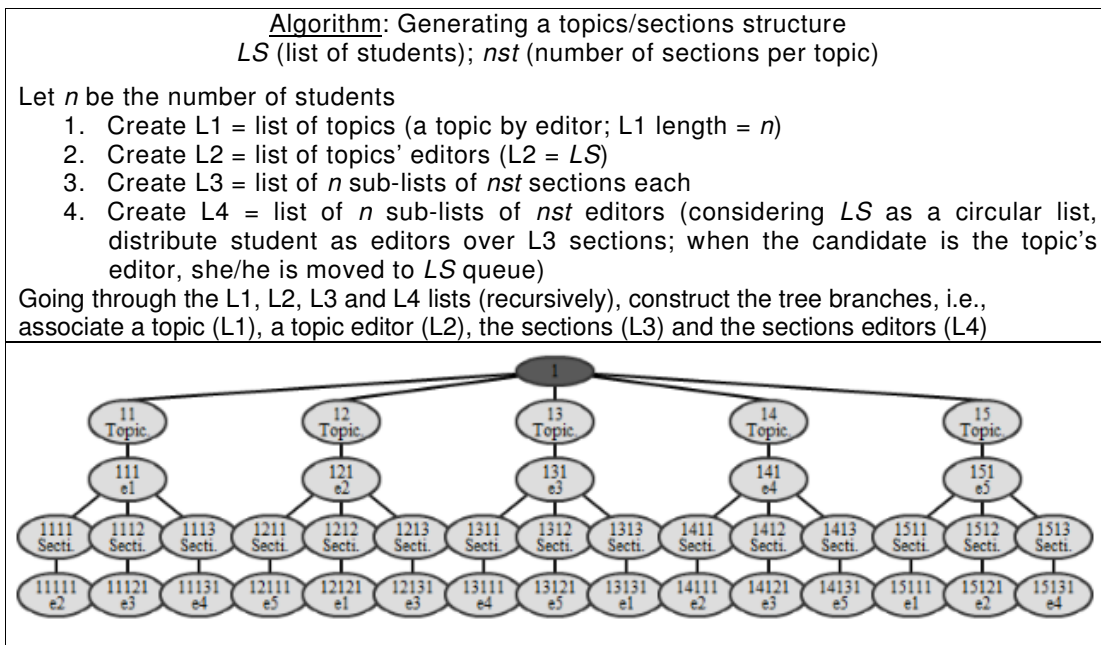 Algorithm: Generating a topics/sections structure
LS (list of students); nst (number of sections per topic)
Let n be the number of students
1. Create L1 = list of topics (a topic by editor; L1 length = n)
2. Create L2 = list of topics' editors (L2 = LS)
3. Create L3 = list of n sub-lists of nst sections each
4. Create L4 = list of n sub-lists of nst editors (considering LS as a circular list,
distribute student as editors over L3 sections; when the candidate is the topic's
editor, she/he is moved to LS queue)
Going through the L1, L2, L3 and L4 lists (recursively), construct the tree branches, i.e.,
associate a topic (L1), a topic editor (L2), the sections (L3) and the sections editors (L4)
1
11 12 13 14 15
Topic. Topic. Topic. Topic. Topic.
111 121 131 141 151
e1 e2 e3 e4 e5
1111 1112 1113 1211 1212 1213 1311 1312 1313 1411 1412 1413 1511 1512 1513
Secti. Secti. Secti. Secti. Secti. Secti. Secti. Secti. Secti. Secti. Secti. Secti. Secti. Secti. Secti.
11111 11121 11131 12111 12121 12131 13111 13121 13131 14111 14121 14131 15111 15121 15131
e2 e3 e4 e5 e1 e3 e4 e5 e1 e2 e3 e5 e1 e2 e4